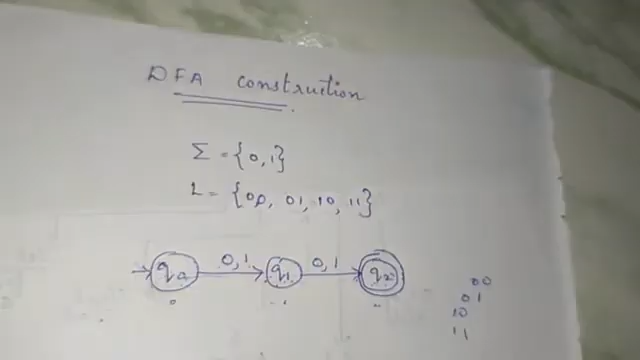 DFA construction
Σ = {0,1}
L = {00, 01, 10, 11}
q0 0,1 q1 0,1 q2
00
01
10
11